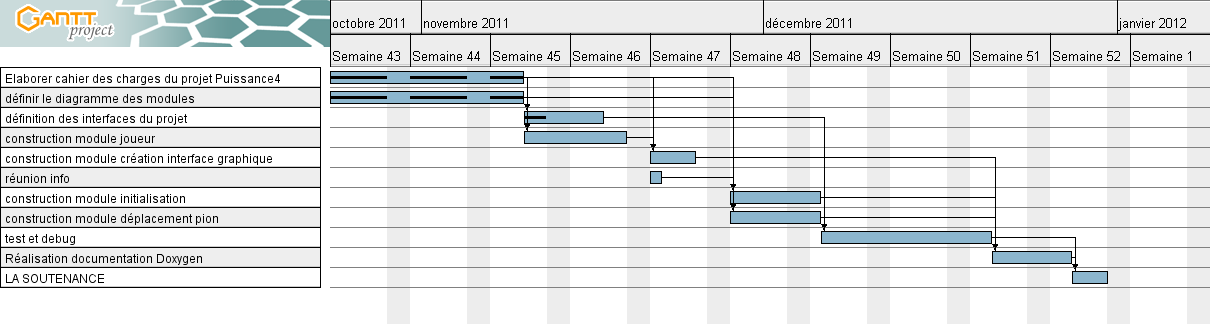 GANTT
project
octobre 2011 novembre 2011 décembre 2011 janvier 2012
Semaine 43 Semaine 44 Semaine 45 Semaine 46 Semaine 47 Semaine 48 Semaine 49 Semaine 50 Semaine 51 Semaine 52 Semaine 1
Elaborer cahier des charges du projet Puissance4
définir le diagramme des modules
définition des interfaces du projet
construction module joueur
construction module création interface graphique
réunion info
construction module initialisation
construction module déplacement pion
test et debug
Réalisation documentation Doxygen
LA SOUTENANCE